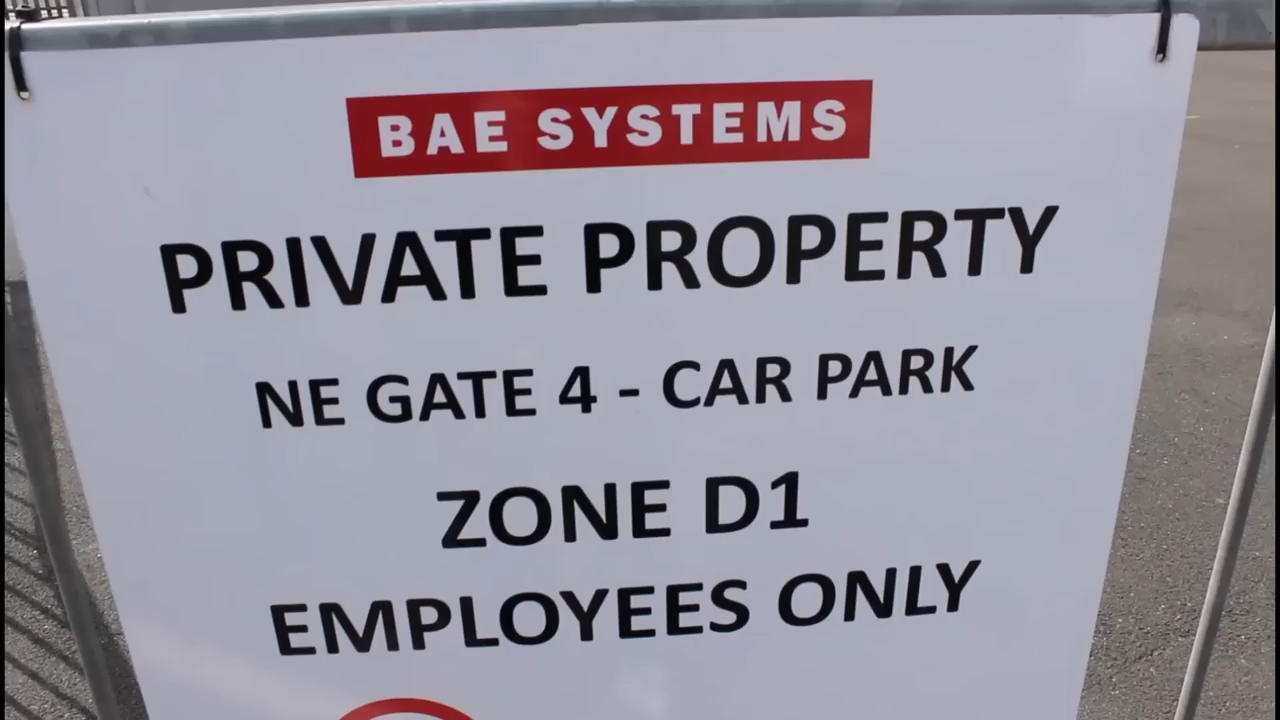 BAE SYSTEMS
PRIVATE PROPERTY
NE GATE 4 - CAR PARK
ZONE D1
EMPLOYEES ONLY